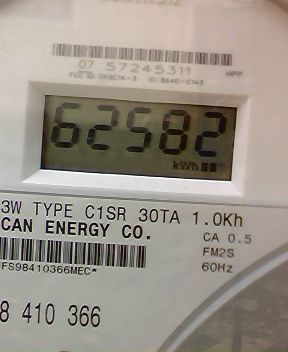 07 57245311 HPP
62582
kWh
3W TYPE C1SR 30TA 1.0Kh
CAN ENERGY CO. CA 0.5
FM2S
FS98410366MEC* 60Hz
8 410 366